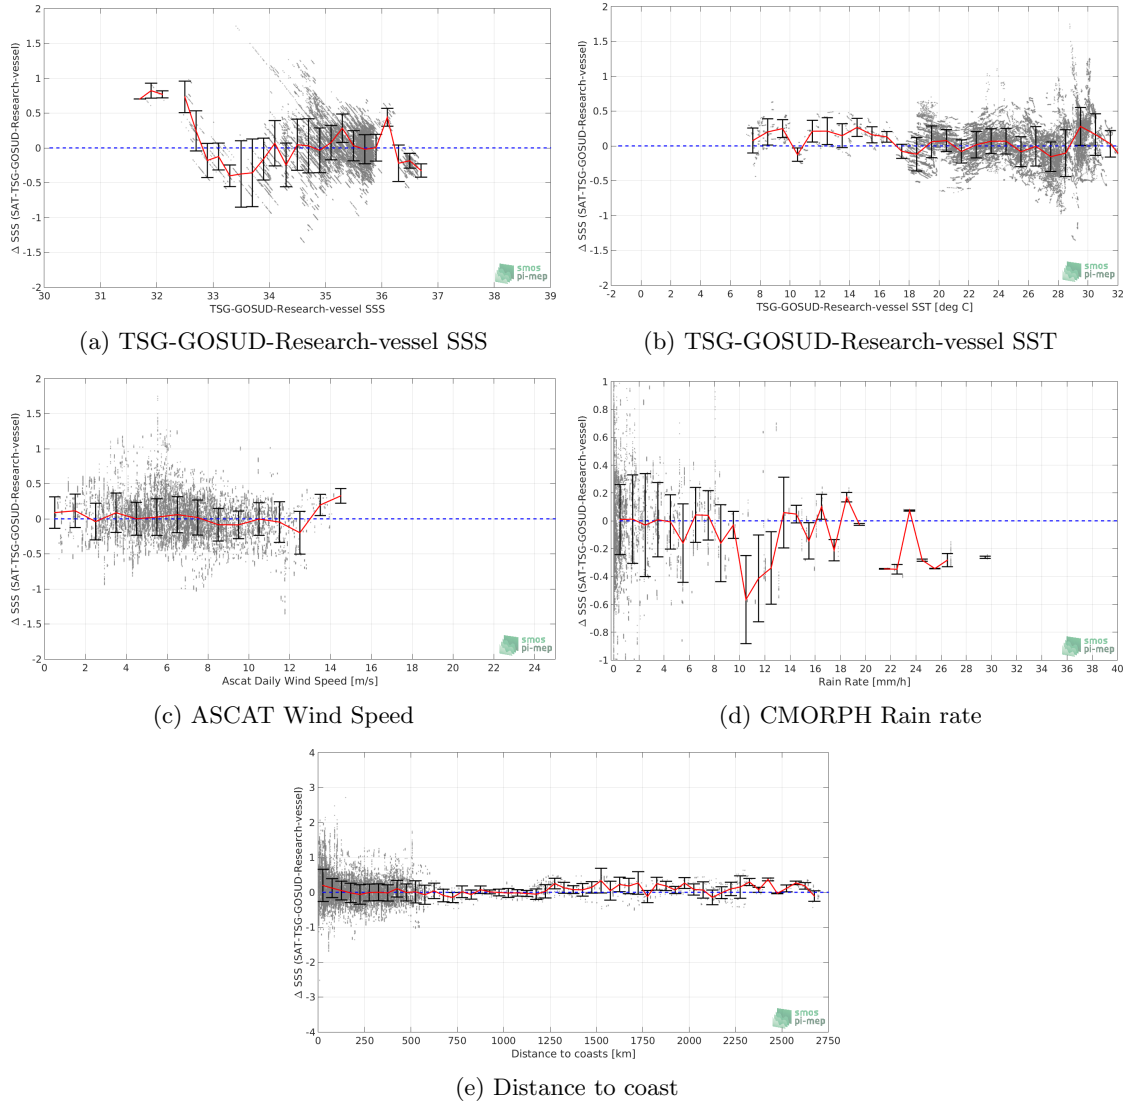 2
1.5
1
0.5
0
-0.5
-1
-1.5
-2
Δ SSS (SAT-TSG-GOSUD-Research-vessel)
30 31 32 33 34 35 36 37 38 39
TSG-GOSUD-Research-vessel SSS
smos
pi-mep
(a) TSG-GOSUD-Research-vessel SSS
2
1.5
1
0.5
0
-0.5
-1
-1.5
-2
Δ SSS (SAT-TSG-GOSUD-Research-vessel)
-2 0 2 4 6 8 10 12 14 16 18 20 22 24 26 28 30 32
TSG-GOSUD-Research-vessel SST [deg C]
smos
pi-mep
(b) TSG-GOSUD-Research-vessel SST
2
1.5
1
0.5
0
-0.5
-1
-1.5
-2
Δ SSS (SAT-TSG-GOSUD-Research-vessel)
0 2 4 6 8 10 12 14 16 18 20 22 24
Ascat Daily Wind Speed [m/s]
smos
pi-mep
(c) ASCAT Wind Speed
1
0.8
0.6
0.4
0.2
0
-0.2
-0.4
-0.6
-0.8
-1
Δ SSS (SAT-TSG-GOSUD-Research-vessel)
0 2 4 6 8 10 12 14 16 18 20 22 24 26 28 30 32 34 36 38 40
Rain Rate [mm/h]
smos
pi-mep
(d) CMORPH Rain rate
4
3
2
1
0
-1
-2
-3
-4
Δ SSS (SAT-TSG-GOSUD-Research-vessel)
0 250 500 750 1000 1250 1500 1750 2000 2250 2500 2750
Distance to coasts [km]
smos
pi-mep
(e) Distance to coast